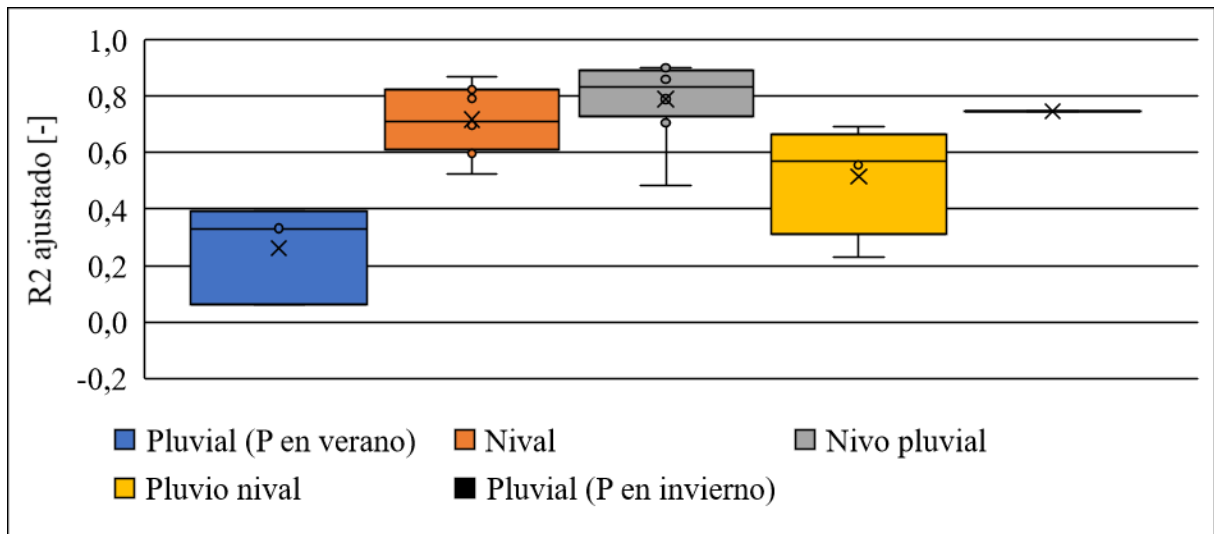 1,0
0,8
0,6
0,4
0,2
0,0
-0,2
R2 ajustado [-]
Pluvial (P en verano)
Nival
Nivo pluvial
Pluvio nival
Pluvial (P en invierno)